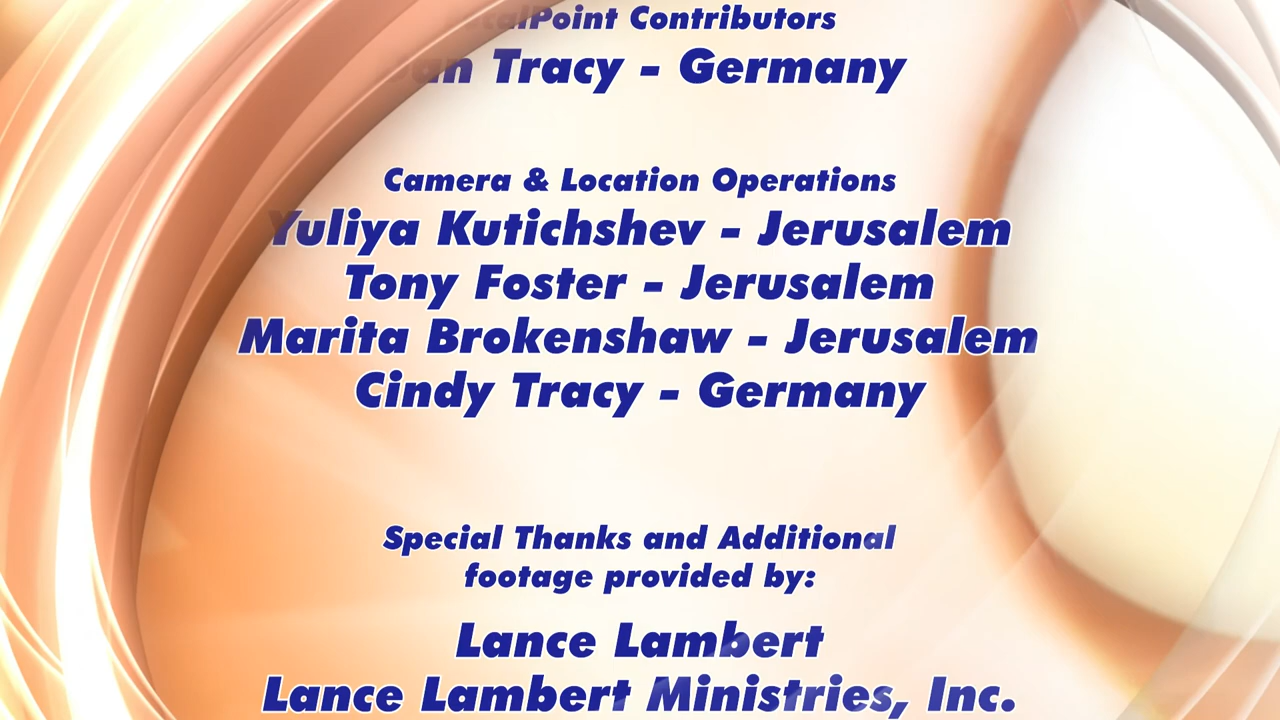 Contributors
Tracy - Germany
Camera & Location Operations
Yuliya Kutichshev - Jerusalem
Tony Foster - Jerusalem
Marita Brokenshaw - Jerusalem
Cindy Tracy - Germany
Special Thanks and Additional
footage provided by:
Lance Lambert
Lance Lambert Ministries, Inc.